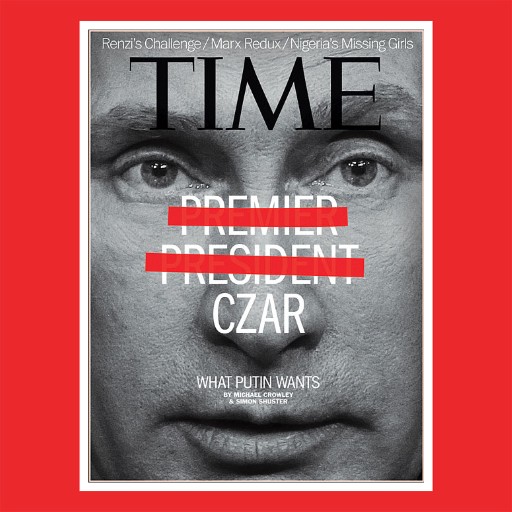 Renzi's Challenge/Marx Redux/Nigeria's Missing Girls
TIME
PREMIER
PRESIDENT
CZAR
WHAT PUTIN WANTS
BY MICHAEL CROWLEY
& SIMON SHUSTER